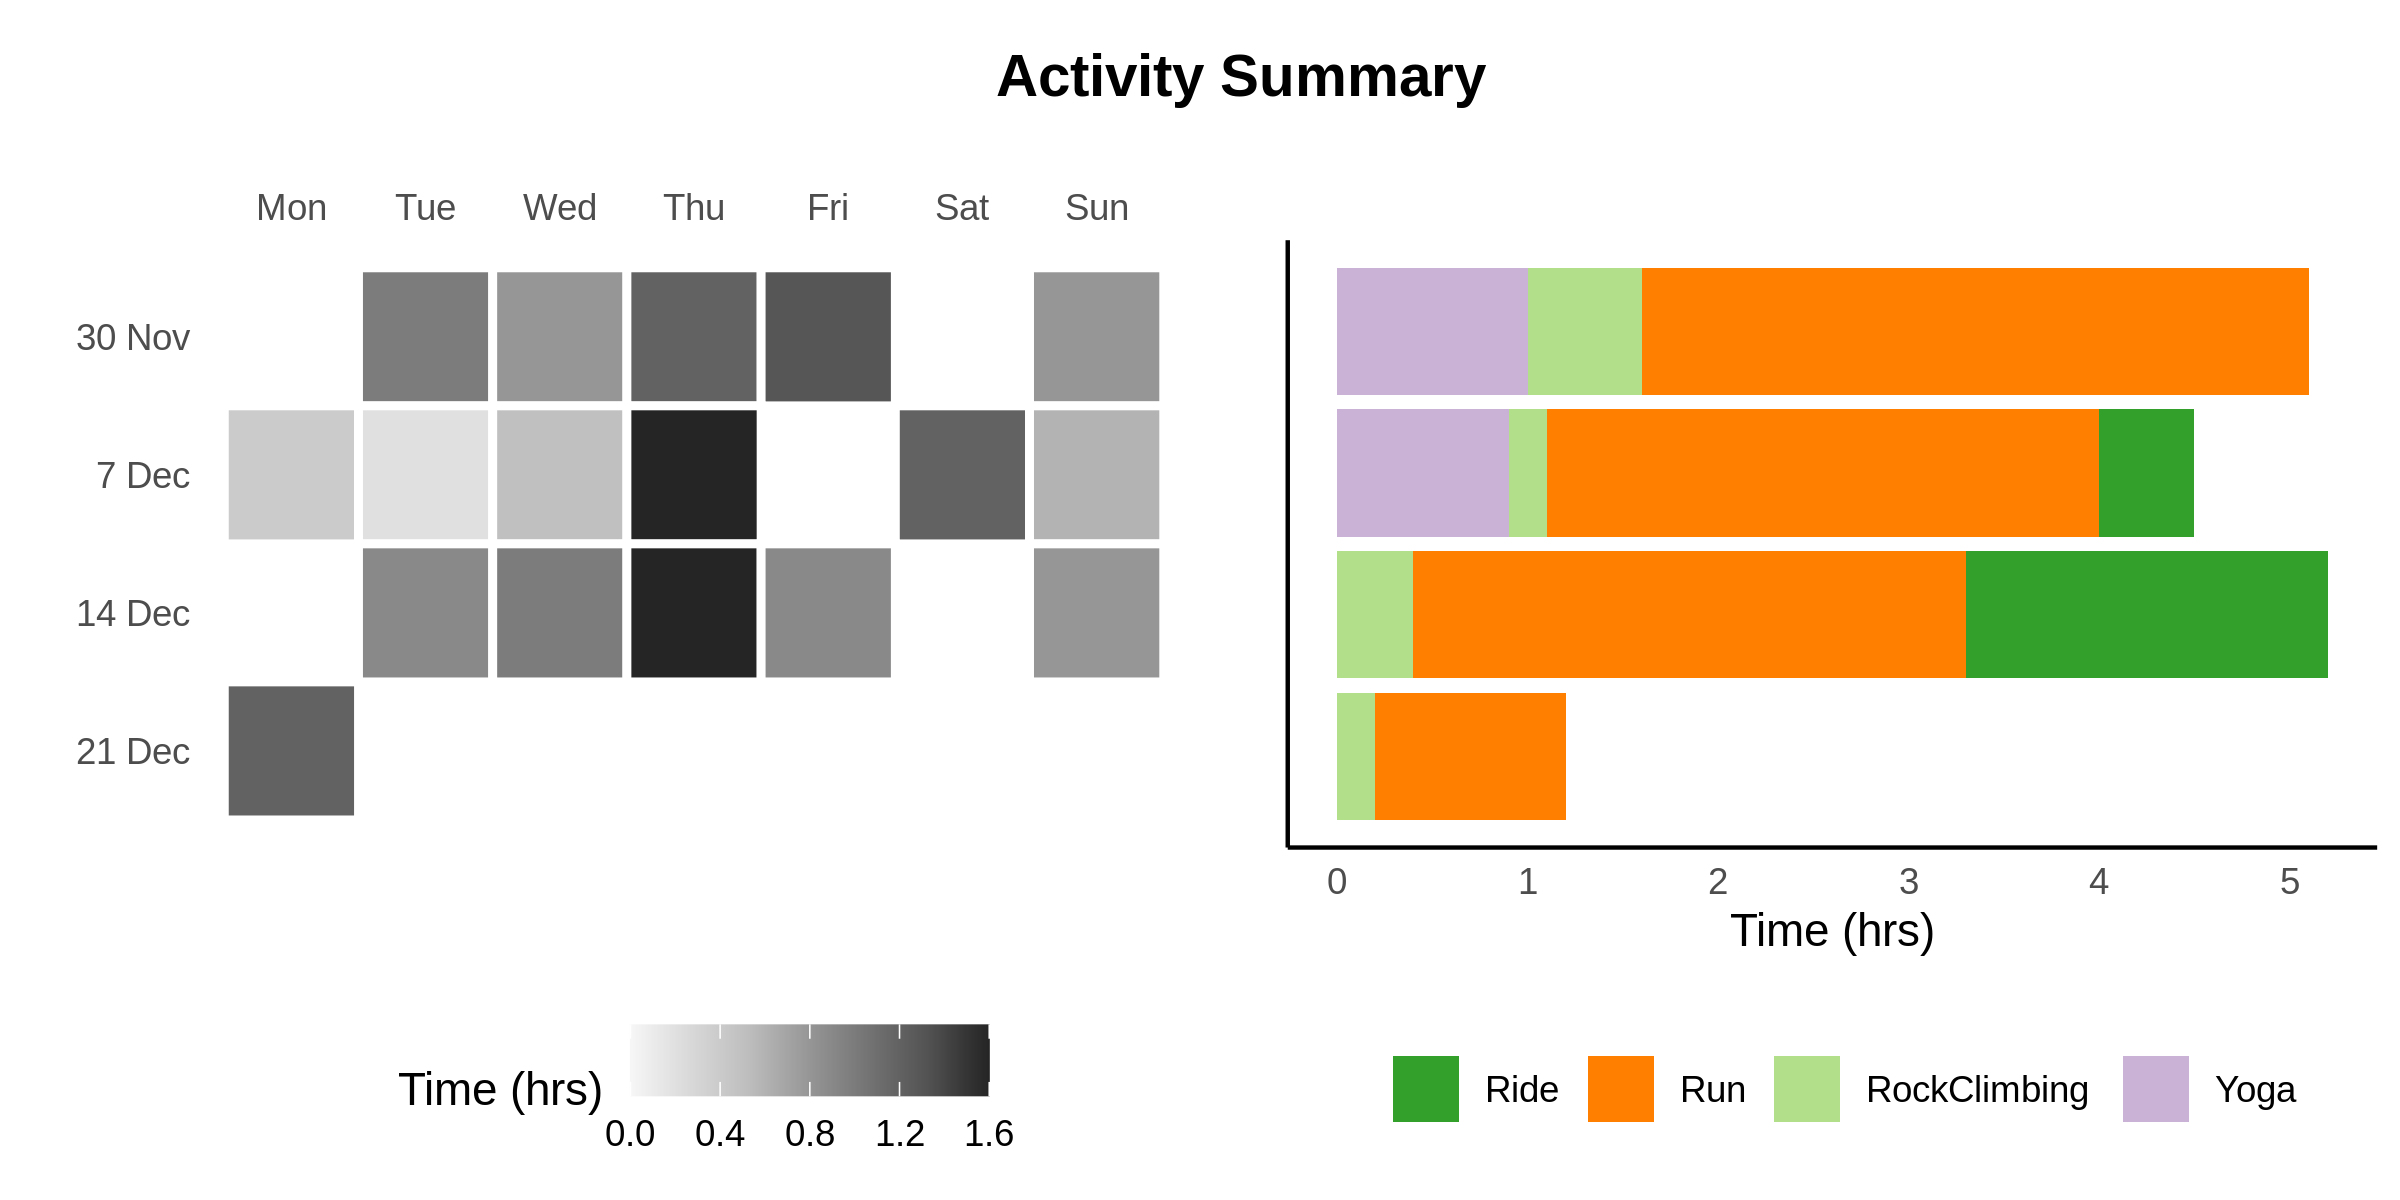 Activity Summary
Mon Tue Wed Thu Fri Sat Sun
30 Nov
7 Dec
14 Dec
21 Dec
0 1 2 3 4 5
Time (hrs)
Time (hrs)
0.0 0.4 0.8 1.2 1.6
Ride Run RockClimbing Yoga